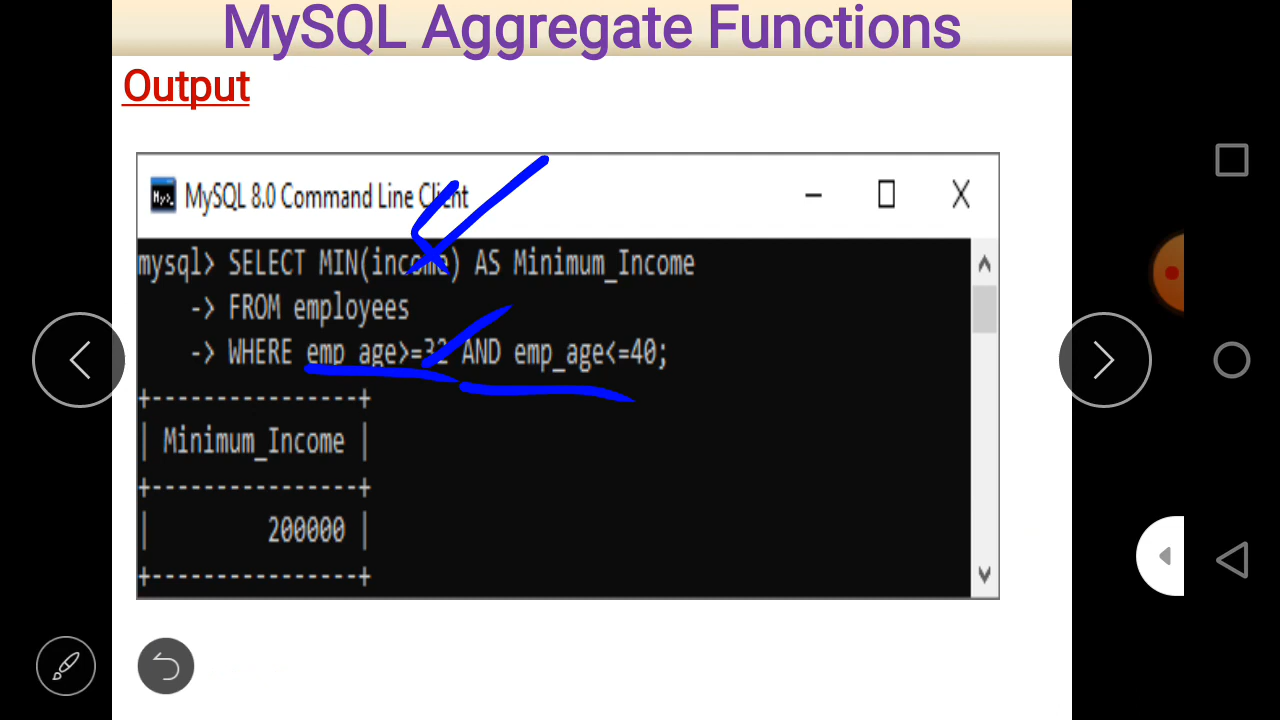 MySQL Aggregate Functions
Output
MySQL 8.0 Command Line Client
mysql> SELECT MIN(income) AS Minimum_Income
-> FROM employees
-> WHERE emp_age>=32 AND emp_age<=40;
+----------------+
| Minimum_Income |
+----------------+
| 200000 |
+----------------+